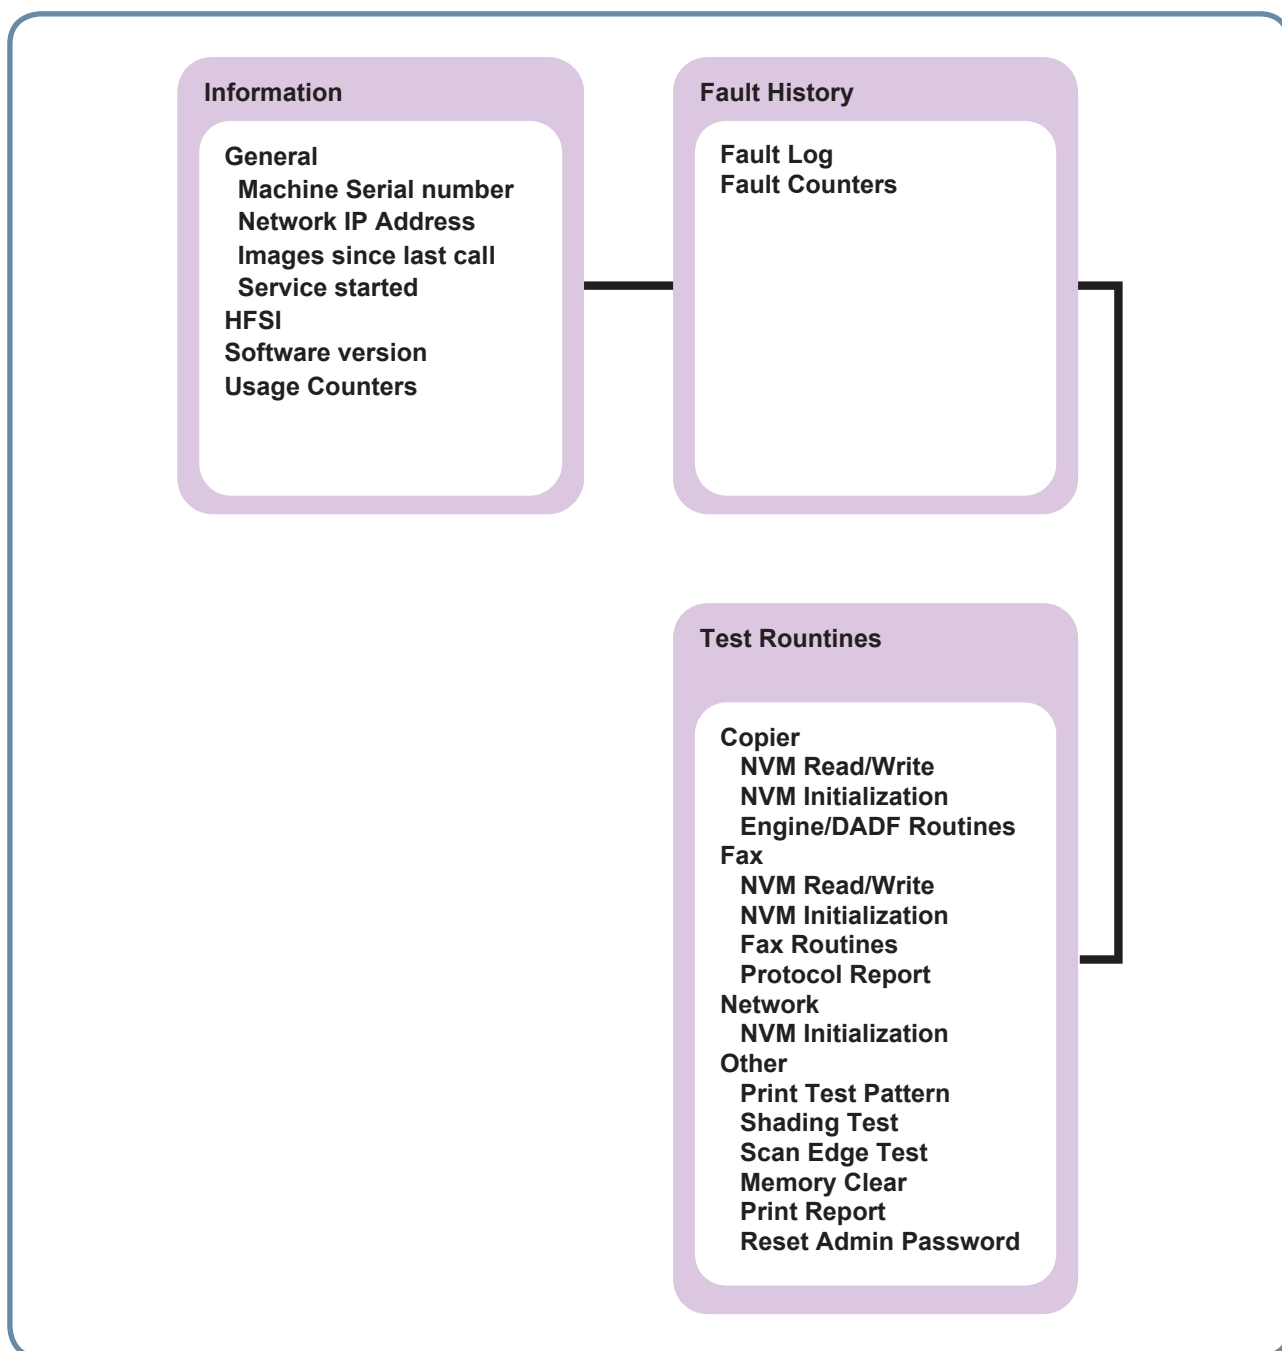 Information
General
Machine Serial number
Network IP Address
Images since last call
Service started
HFSI
Software version
Usage Counters
Fault History
Fault Log
Fault Counters
Test Rountines
Copier
NVM Read/Write
NVM Initialization
Engine/DADF Routines
Fax
NVM Read/Write
NVM Initialization
Fax Routines
Protocol Report
Network
NVM Initialization
Other
Print Test Pattern
Shading Test
Scan Edge Test
Memory Clear
Print Report
Reset Admin Password